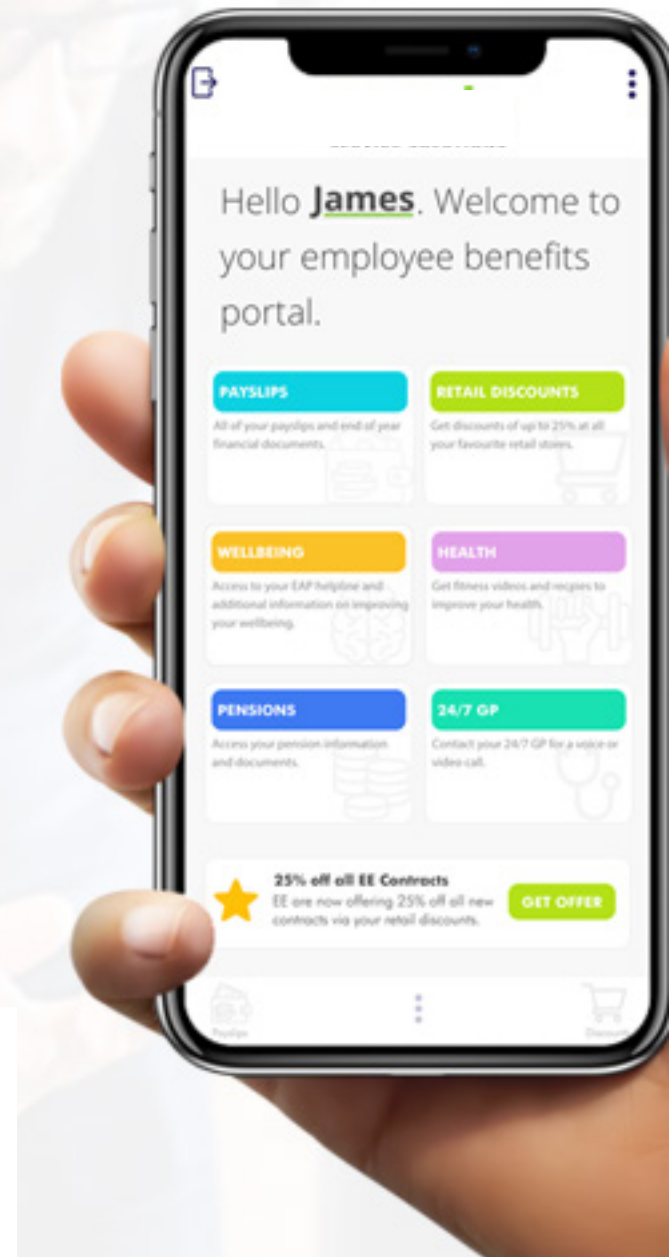 Hello James. Welcome to
your employee benefits
portal.
PAYSLIPS
All of your payslips and end of year
financial documents.
RETAIL DISCOUNTS
Get discounts of up to 25% at all
your favourite retail stores.
WELLBEING
Access to your EAP helpline and
additional information on improving
your wellbeing.
HEALTH
Get fitness videos and recpies to
improve your health.
PENSIONS
Access your pension information
and documents.
24/7 GP
Contact your 24/7 GP for a voice or
video call.
25% off all EE Contracts
EE are now offering 25% off all new
contracts via your retail discounts.
GET OFFER
Payslips
Discounts